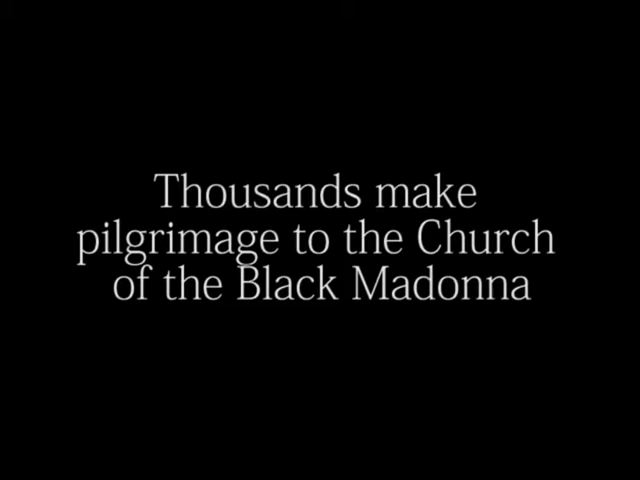 Thousands make
pilgrimage to the Church
of the Black Madonna